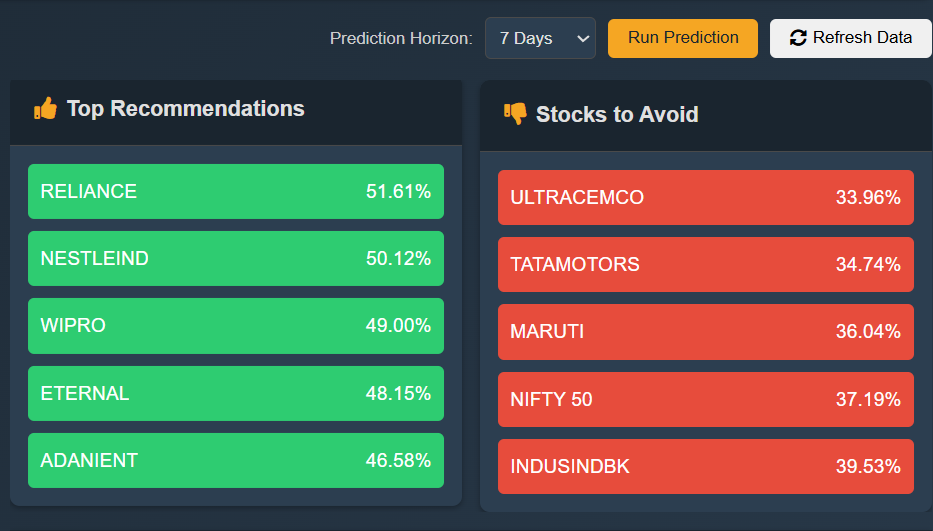 Prediction Horizon: 7 Days Run Prediction Refresh Data
Top Recommendations
RELIANCE 51.61%
NESTLEIND 50.12%
WIPRO 49.00%
ETERNAL 48.15%
ADANIENT 46.58%
Stocks to Avoid
ULTRACEMCO 33.96%
TATAMOTORS 34.74%
MARUTI 36.04%
NIFTY 50 37.19%
INDUSINDBK 39.53%